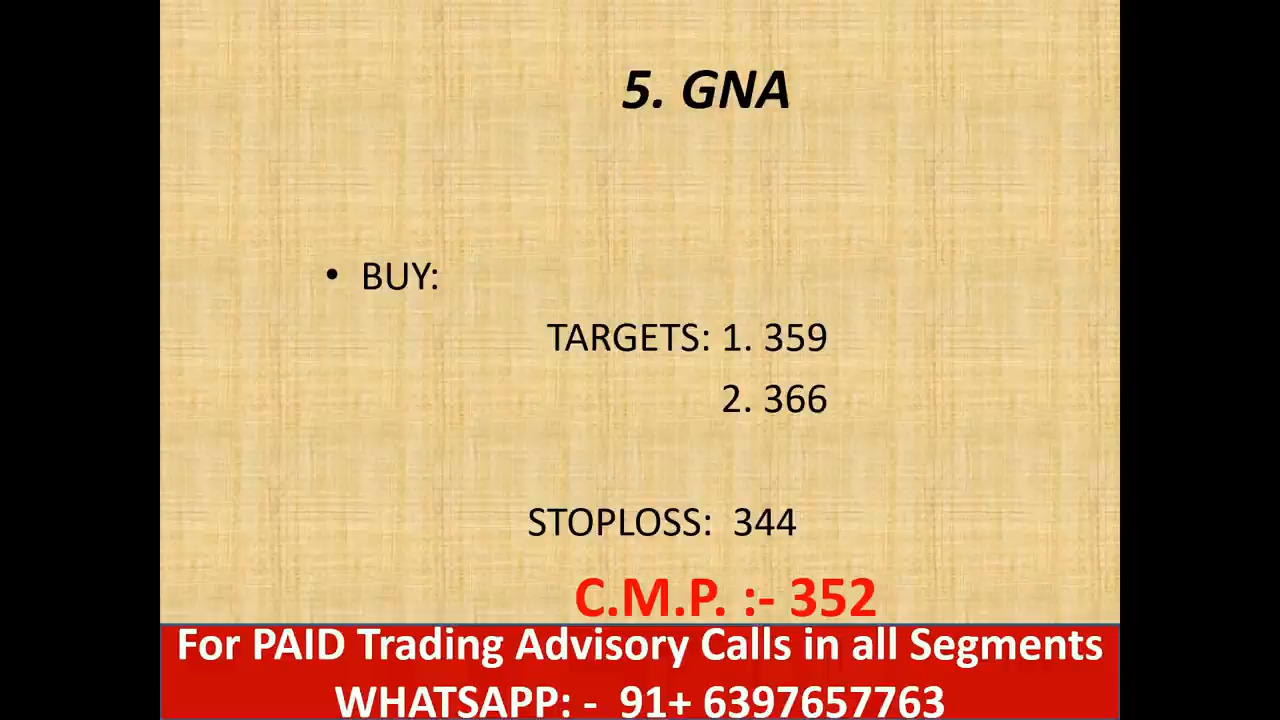 5. GNA
• BUY:
TARGETS: 1. 359
2. 366
STOPLOSS: 344
C.M.P. :- 352
For PAID Trading Advisory Calls in all Segments
WHATSAPP: - 91+ 6397657763